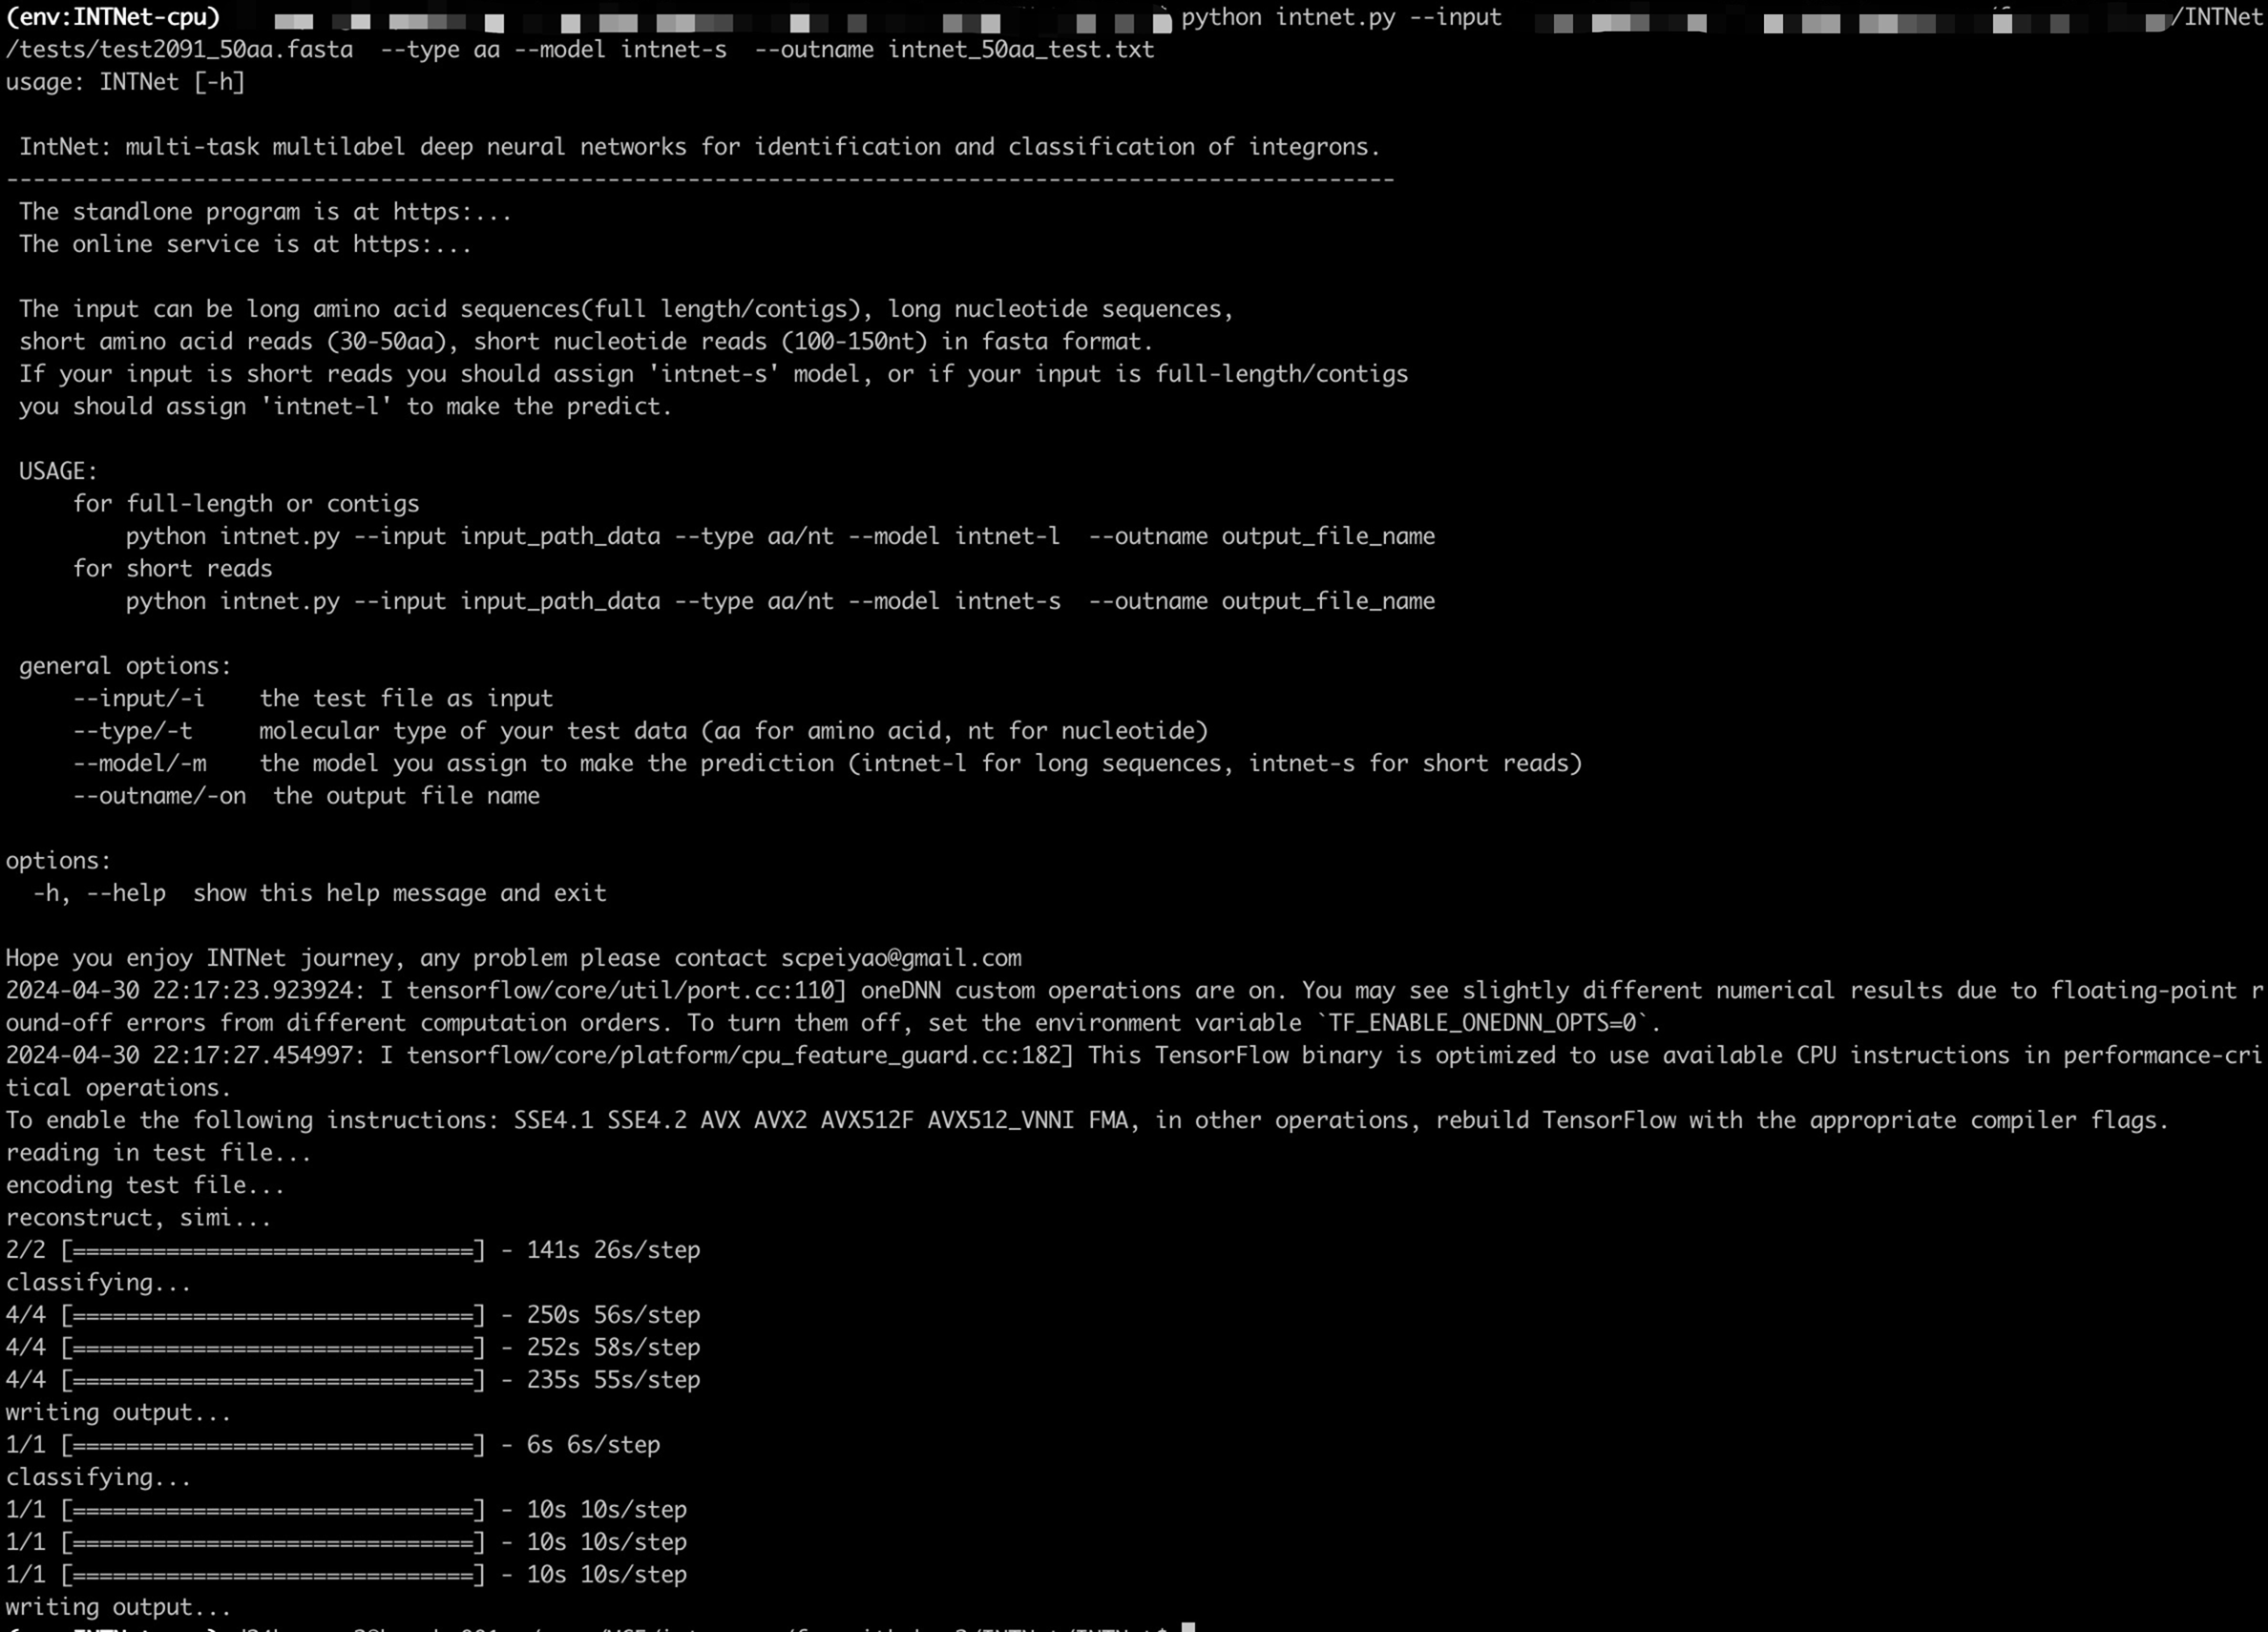 (env:INTNet-cpu) python intnet.py --input /INTNet
/tests/test2091_50aa.fasta  --type aa --model intnet-s  --outname intnet_50aa_test.txt
usage: INTNet [-h]
IntNet: multi-task multilabel deep neural networks for identification and classification of integrons.
--------------------------------------------------------------------------------------------------------
The standlone program is at https:...
The online service is at https:...
The input can be long amino acid sequences(full length/contigs), long nucleotide sequences,
short amino acid reads (30-50aa), short nucleotide reads (100-150nt) in fasta format.
If your input is short reads you should assign 'intnet-s' model, or if your input is full-length/contigs
you should assign 'intnet-l' to make the predict.
USAGE:
for full-length or contigs
python intnet.py --input input_path_data --type aa/nt --model intnet-l  --outname output_file_name
for short reads
python intnet.py --input input_path_data --type aa/nt --model intnet-s  --outname output_file_name
general options:
--input/-i    the test file as input
--type/-t     molecular type of your test data (aa for amino acid, nt for nucleotide)
--model/-m    the model you assign to make the prediction (intnet-l for long sequences, intnet-s for short reads)
--outname/-on  the output file name
options:
-h, --help  show this help message and exit
Hope you enjoy INTNet journey, any problem please contact scpeiyao@gmail.com
2024-04-30 22:17:23.923924: I tensorflow/core/util/port.cc:110] oneDNN custom operations are on. You may see slightly different numerical results due to floating-point r
ound-off errors from different computation orders. To turn them off, set the environment variable `TF_ENABLE_ONEDNN_OPTS=0`.
2024-04-30 22:17:27.454997: I tensorflow/core/platform/cpu_feature_guard.cc:182] This TensorFlow binary is optimized to use available CPU instructions in performance-cri
tical operations.
To enable the following instructions: SSE4.1 SSE4.2 AVX AVX2 AVX512F AVX512_VNNI FMA, in other operations, rebuild TensorFlow with the appropriate compiler flags.
reading in test file...
encoding test file...
reconstruct, simi...
2/2 [==============================] - 141s 26s/step
classifying...
4/4 [==============================] - 250s 56s/step
4/4 [==============================] - 252s 58s/step
4/4 [==============================] - 235s 55s/step
writing output...
1/1 [==============================] - 6s 6s/step
classifying...
1/1 [==============================] - 10s 10s/step
1/1 [==============================] - 10s 10s/step
1/1 [==============================] - 10s 10s/step
writing output...